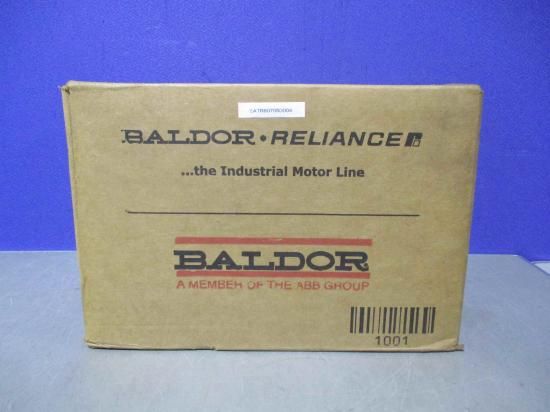 BALDOR • RELIANCE
...the Industrial Motor Line
BALDOR
A MEMBER OF THE ABB GROUP
1001